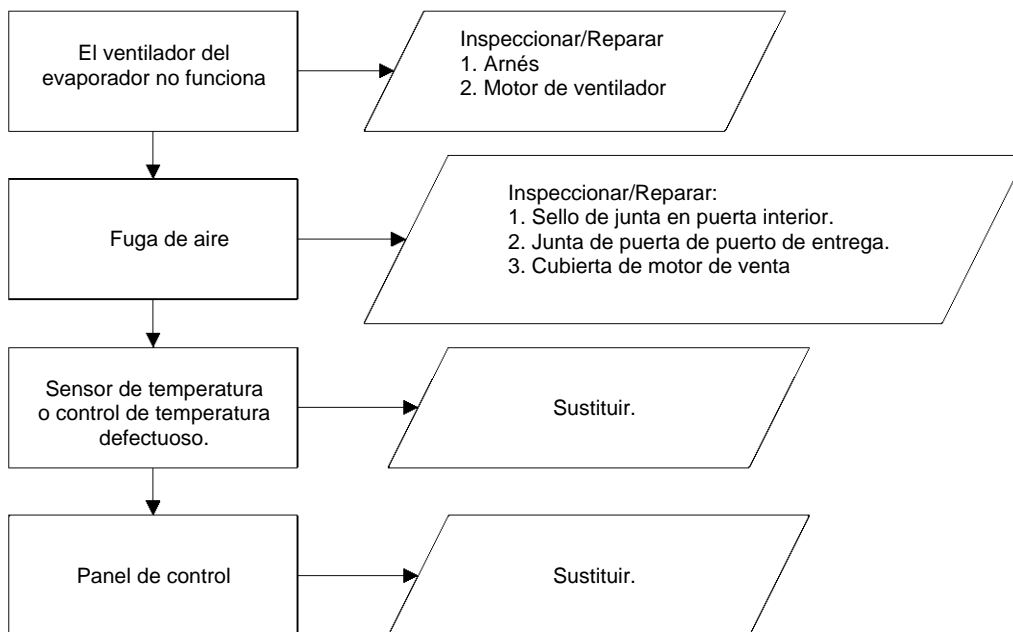 El ventilador del
evaporador no funciona
Inspeccionar/Reparar
1. Arnés
2. Motor de ventilador
Fuga de aire
Inspeccionar/Reparar:
1. Sello de junta en puerta interior.
2. Junta de puerta de puerto de entrega.
3. Cubierta de motor de venta
Sensor de temperatura
o control de temperatura
defectuoso.
Sustituir.
Panel de control
Sustituir.